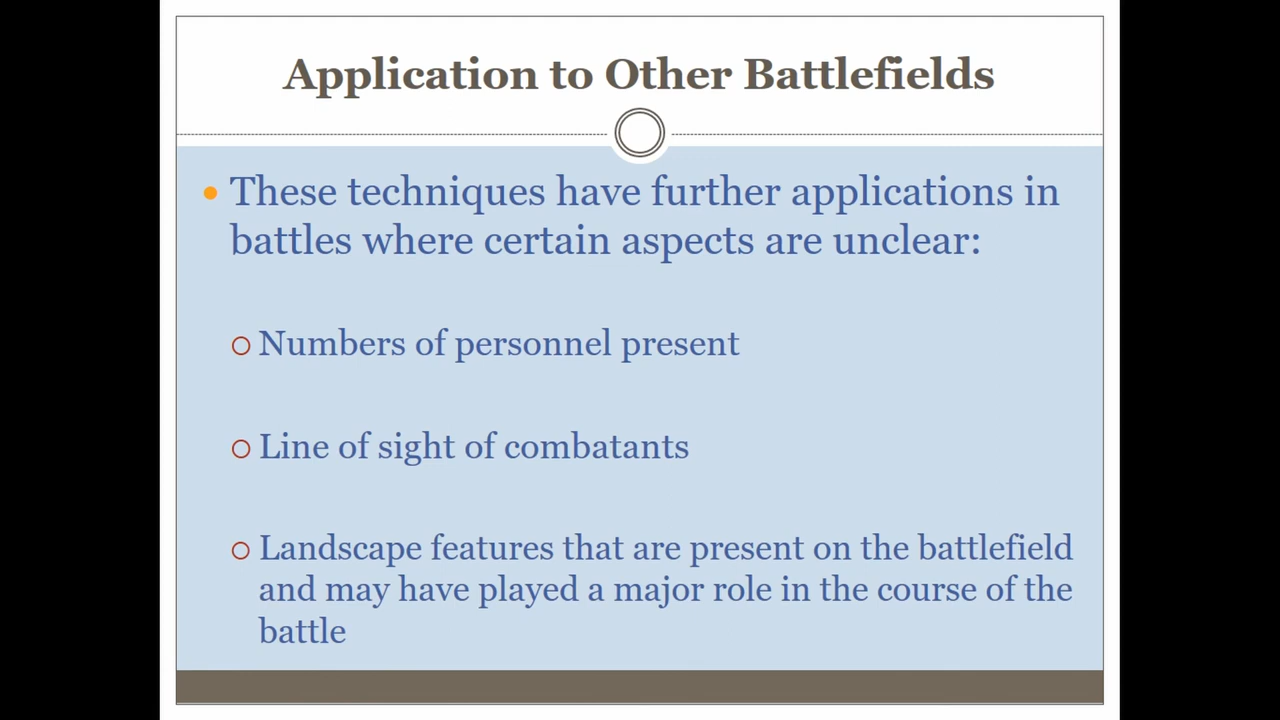 Application to Other Battlefields
These techniques have further applications in
battles where certain aspects are unclear:
Numbers of personnel present
Line of sight of combatants
Landscape features that are present on the battlefield
and may have played a major role in the course of the
battle